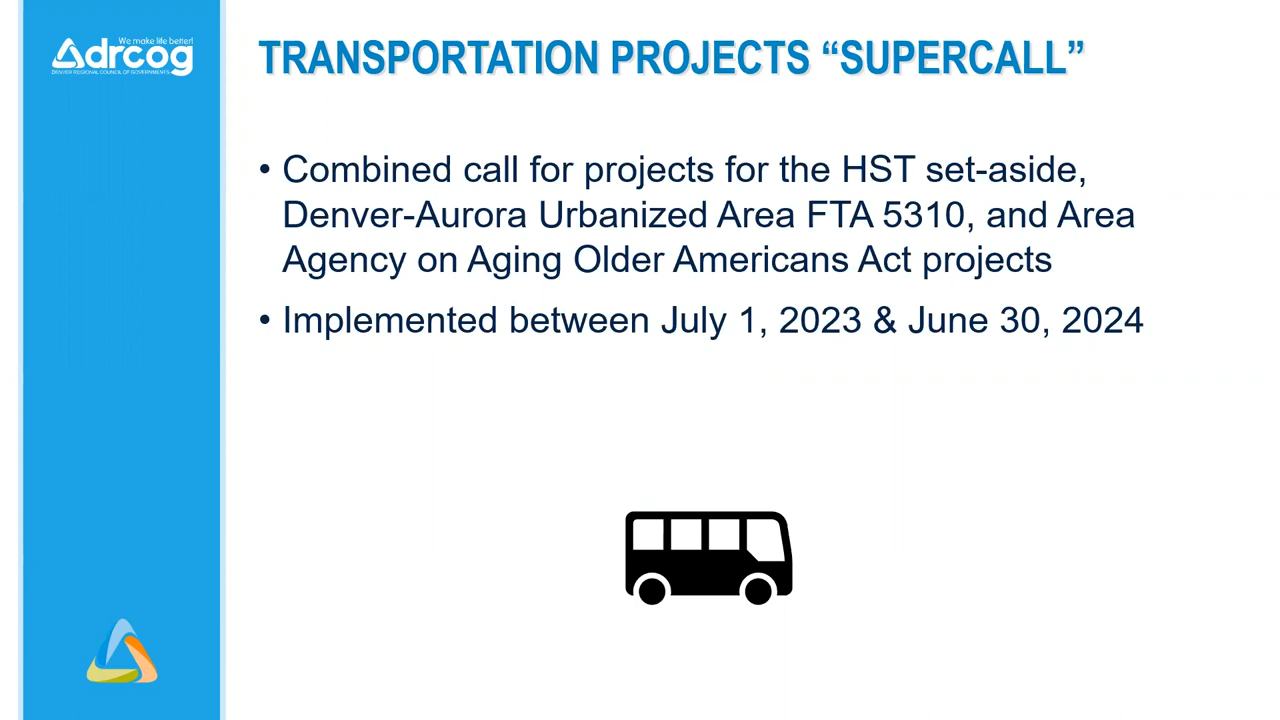 We make life better!
drcog
DENVER REGIONAL COUNCIL OF GOVERNMENTS
TRANSPORTATION PROJECTS “SUPERCALL”
• Combined call for projects for the HST set-aside,
Denver-Aurora Urbanized Area FTA 5310, and Area
Agency on Aging Older Americans Act projects
• Implemented between July 1, 2023 & June 30, 2024